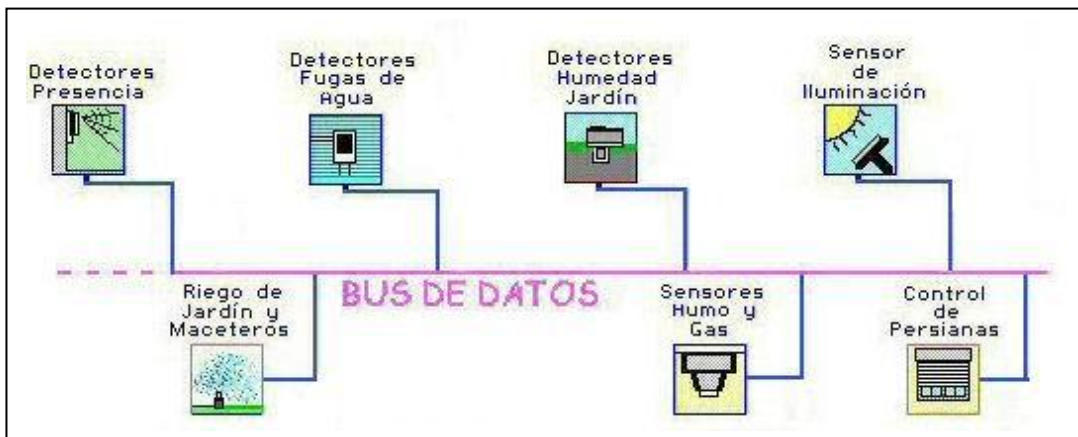 Detectores
Presencia
Detectores
Fugas de
Agua
Detectores
Humedad
Jardín
Sensor
de
Iluminación
BUS DE DATOS
Riego de
Jardín y
Maceteros
Sensores
Humo y
Gas
Control
de
Persianas